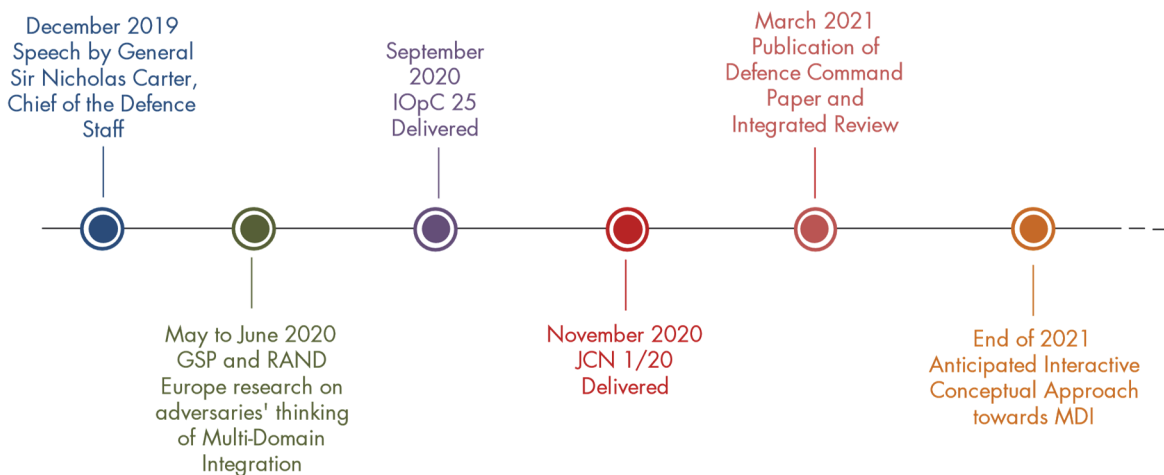 December 2019
Speech by General
Sir Nicholas Carter,
Chief of the Defence
Staff
May to June 2020
GSP and RAND
Europe research on
adversaries' thinking
of Multi-Domain
Integration
September
2020
IOpC 25
Delivered
November 2020
JCN 1/20
Delivered
March 2021
Publication of
Defence Command
Paper and
Integrated Review
End of 2021
Anticipated Interactive
Conceptual Approach
towards MDI